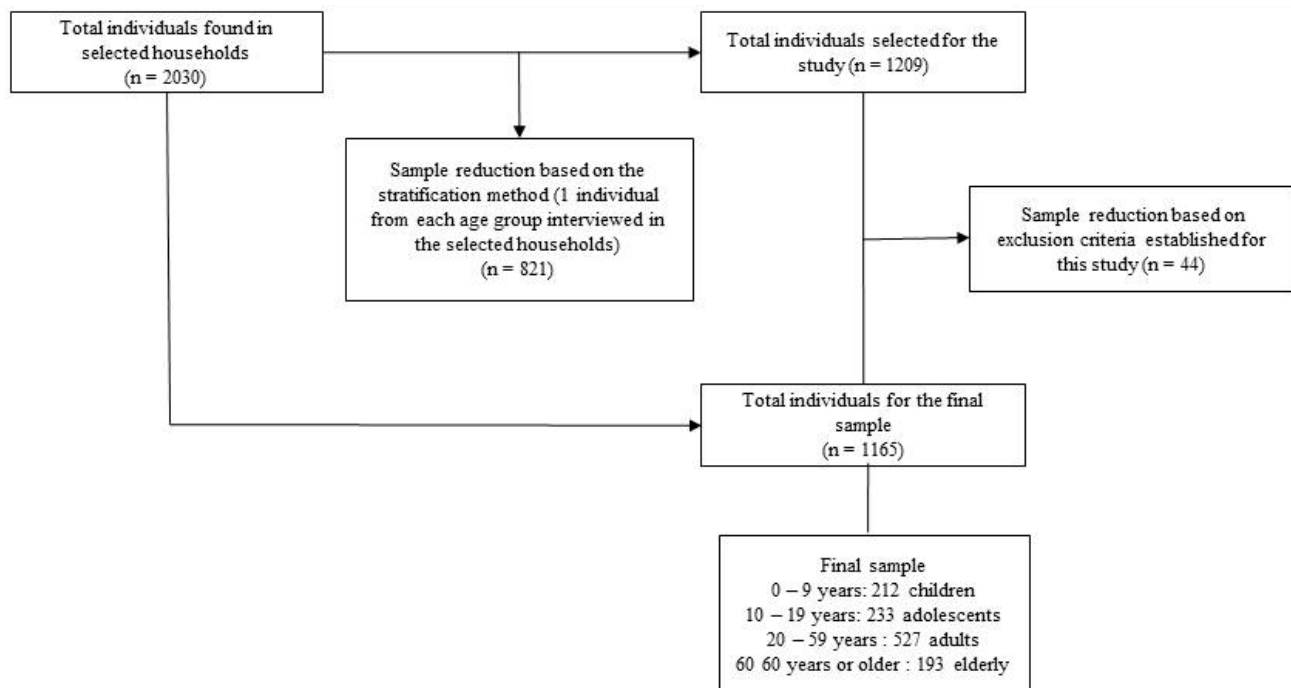 Total individuals found in
selected households
(n = 2030)
Total individuals selected for the
study (n = 1209)
Sample reduction based on the
stratification method (1 individual
from each age group interviewed in
the selected households)
(n = 821)
Sample reduction based on
exclusion criteria established for
this study (n = 44)
Total individuals for the final
sample
(n = 1165)
Final sample
0 – 9 years: 212 children
10 – 19 years: 233 adolescents
20 – 59 years : 527 adults
60 60 years or older : 193 elderly